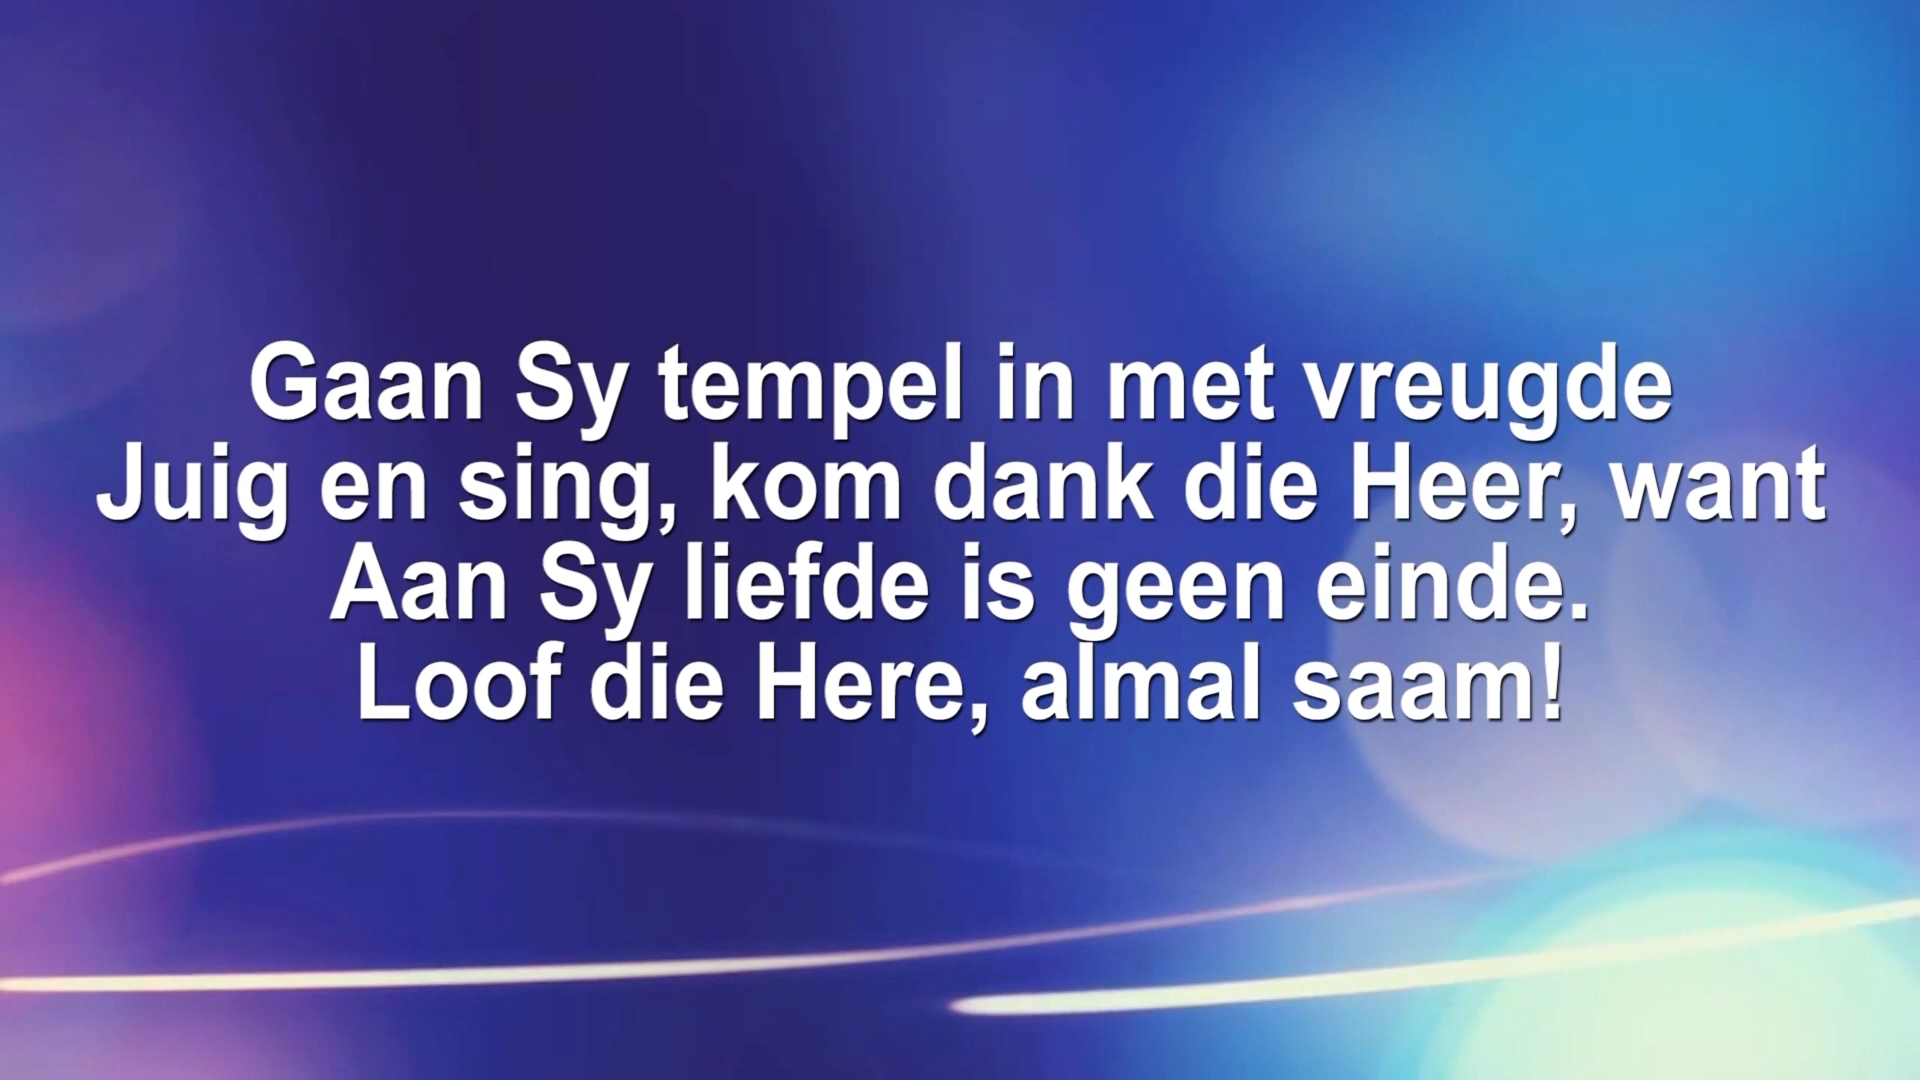 Gaan Sy tempel in met vreugde
Juig en sing, kom dank die Heer, want
Aan Sy liefde is geen einde.
Loof die Here, almal saam!